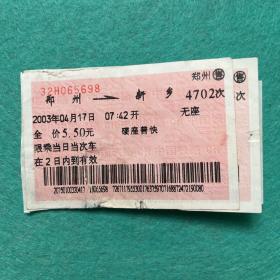 郑州 售
32H065698
郑州 → 新乡 4702次
2003年04月17日 07:42开 无座
全价5.50元 硬座普快
限乘当日当次车
在2日内到有效